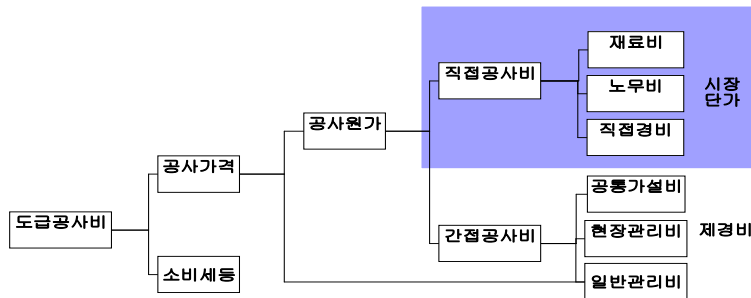 재료비
직접공사비
노무비
시장
단가
공사원가
직접경비
공사가격
공통가설비
도급공사비
간접공사비
현장관리비
제경비
소비세등
일반관리비